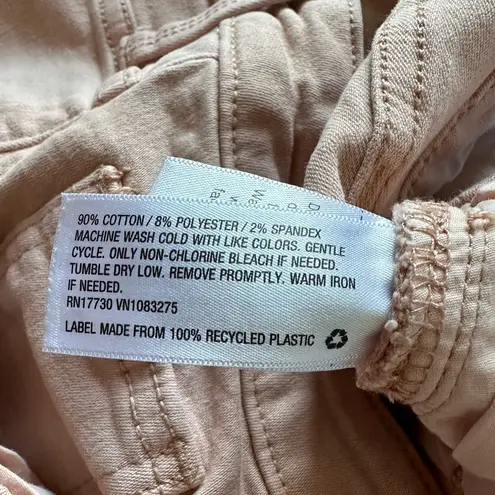 90% COTTON / 8% POLYESTER / 2% SPANDEX
MACHINE WASH COLD WITH LIKE COLORS. GENTLE
CYCLE. ONLY NON-CHLORINE BLEACH IF NEEDED.
TUMBLE DRY LOW. REMOVE PROMPTLY. WARM IRON
IF NEEDED.
RN17730 VN1083275
LABEL MADE FROM 100% RECYCLED PLASTIC